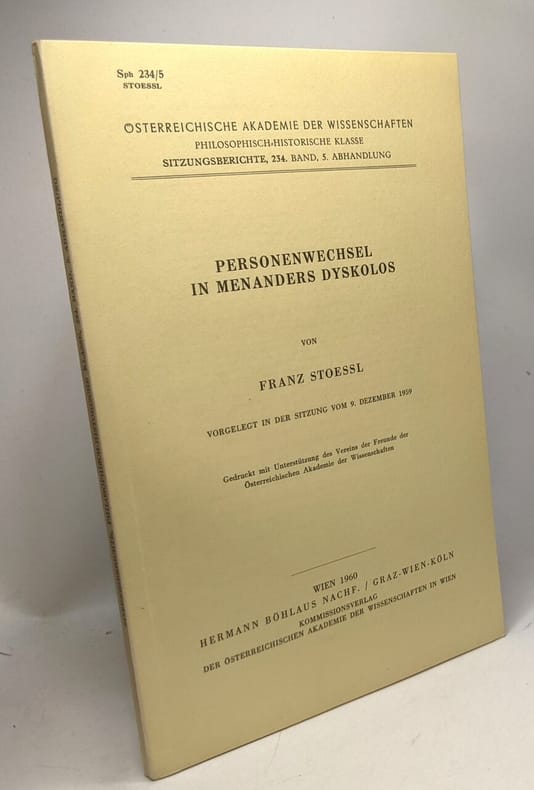 Sph 234/5
STOESSL
ÖSTERREICHISCHE AKADEMIE DER WISSENSCHAFTEN
PHILOSOPHISCH-HISTORISCHE KLASSE
SITZUNGSBERICHTE, 234. BAND, 5. ABHANDLUNG
PERSONENWECHSEL
IN MENANDERS DYSKOLOS
VON
FRANZ STOESSL
VORGELEGT IN DER SITZUNG VOM 9. DEZEMBER 1959
Gedruckt mit Unterstützung des Vereins der Freunde der
Österreichischen Akademie der Wissenschaften
WIEN 1960
HERMANN BÖHLAUS NACHF. / GRAZ-WIEN-KÖLN
KOMMISSIONSVERLAG
DER ÖSTERREICHISCHEN AKADEMIE DER WISSENSCHAFTEN IN WIEN